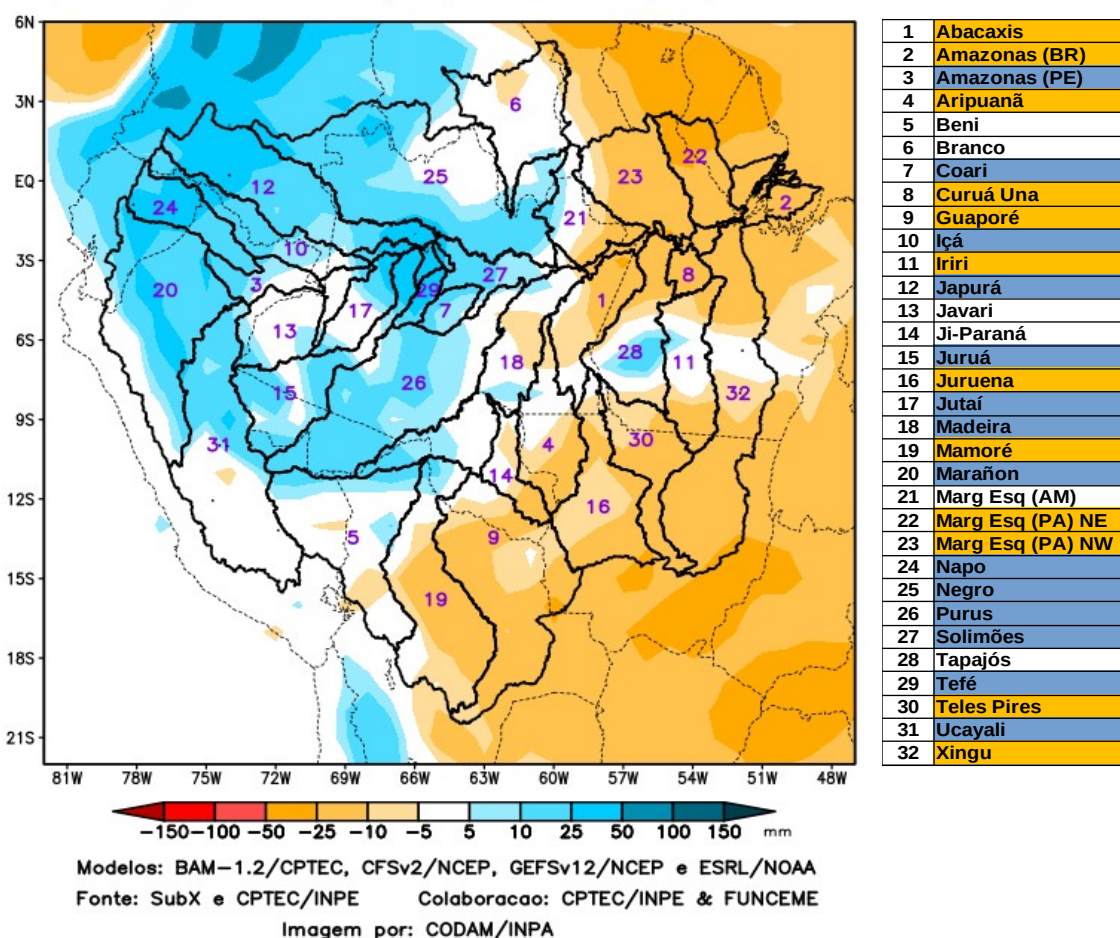 6N
3N
EQ
3S
6S
9S
12S
15S
18S
21S
81W 78W 75W 72W 69W 66W 63W 60W 57W 54W 51W 48W
6
25
23
22
2
12
24
21
10
3
20
29
27
7
1
8
17
13
18
28
11
15
26
32
31
4
30
14
16
5
9
19
−150 −100 −50 −25 −10 −5 5 10 25 50 100 150 mm
Modelos: BAM−1.2/CPTEC, CFSv2/NCEP, GEFSv12/NCEP e ESRL/NOAA
Fonte: SubX e CPTEC/INPE Colaboracao: CPTEC/INPE & FUNCEME
Imagem por: CODAM/INPA
1 Abacaxis
2 Amazonas (BR)
3 Amazonas (PE)
4 Aripuanã
5 Beni
6 Branco
7 Coari
8 Curuá Una
9 Guaporé
10 Içá
11 Iriri
12 Japurá
13 Javari
14 Ji-Paraná
15 Juruá
16 Juruena
17 Jutaí
18 Madeira
19 Mamoré
20 Marañon
21 Marg Esq (AM)
22 Marg Esq (PA) NE
23 Marg Esq (PA) NW
24 Napo
25 Negro
26 Purus
27 Solimões
28 Tapajós
29 Tefé
30 Teles Pires
31 Ucayali
32 Xingu